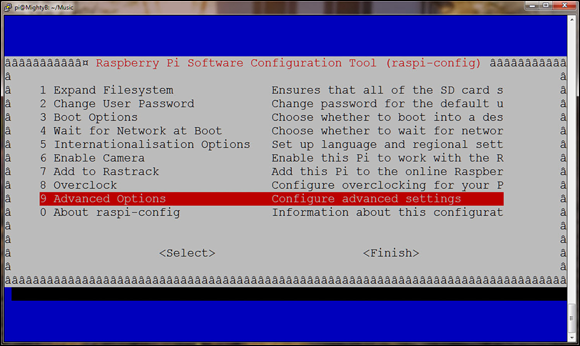 pi@MightyB: ~/Music
âââââââââââ¤ Raspberry Pi Software Configuration Tool (raspi-config) âââââââââââ
â â
â 1 Expand Filesystem Ensures that all of the SD card s â
â 2 Change User Password Change password for the default u â
â 3 Boot Options Choose whether to boot into a des â
â 4 Wait for Network at Boot Choose whether to wait for networ â
â 5 Internationalisation Options Set up language and regional sett â
â 6 Enable Camera Enable this Pi to work with the R â
â 7 Add to Rastrack Add this Pi to the online Raspber â
â 8 Overclock Configure overclocking for your P â
â 9 Advanced Options Configure advanced settings â
â 0 About raspi-config Information about this configurat â
â â
â â
â <Select> <Finish> â
â â
âââââââââââââââââââââââââââââââââââââââââââââââââââââââââââââââââââââââââââââââ